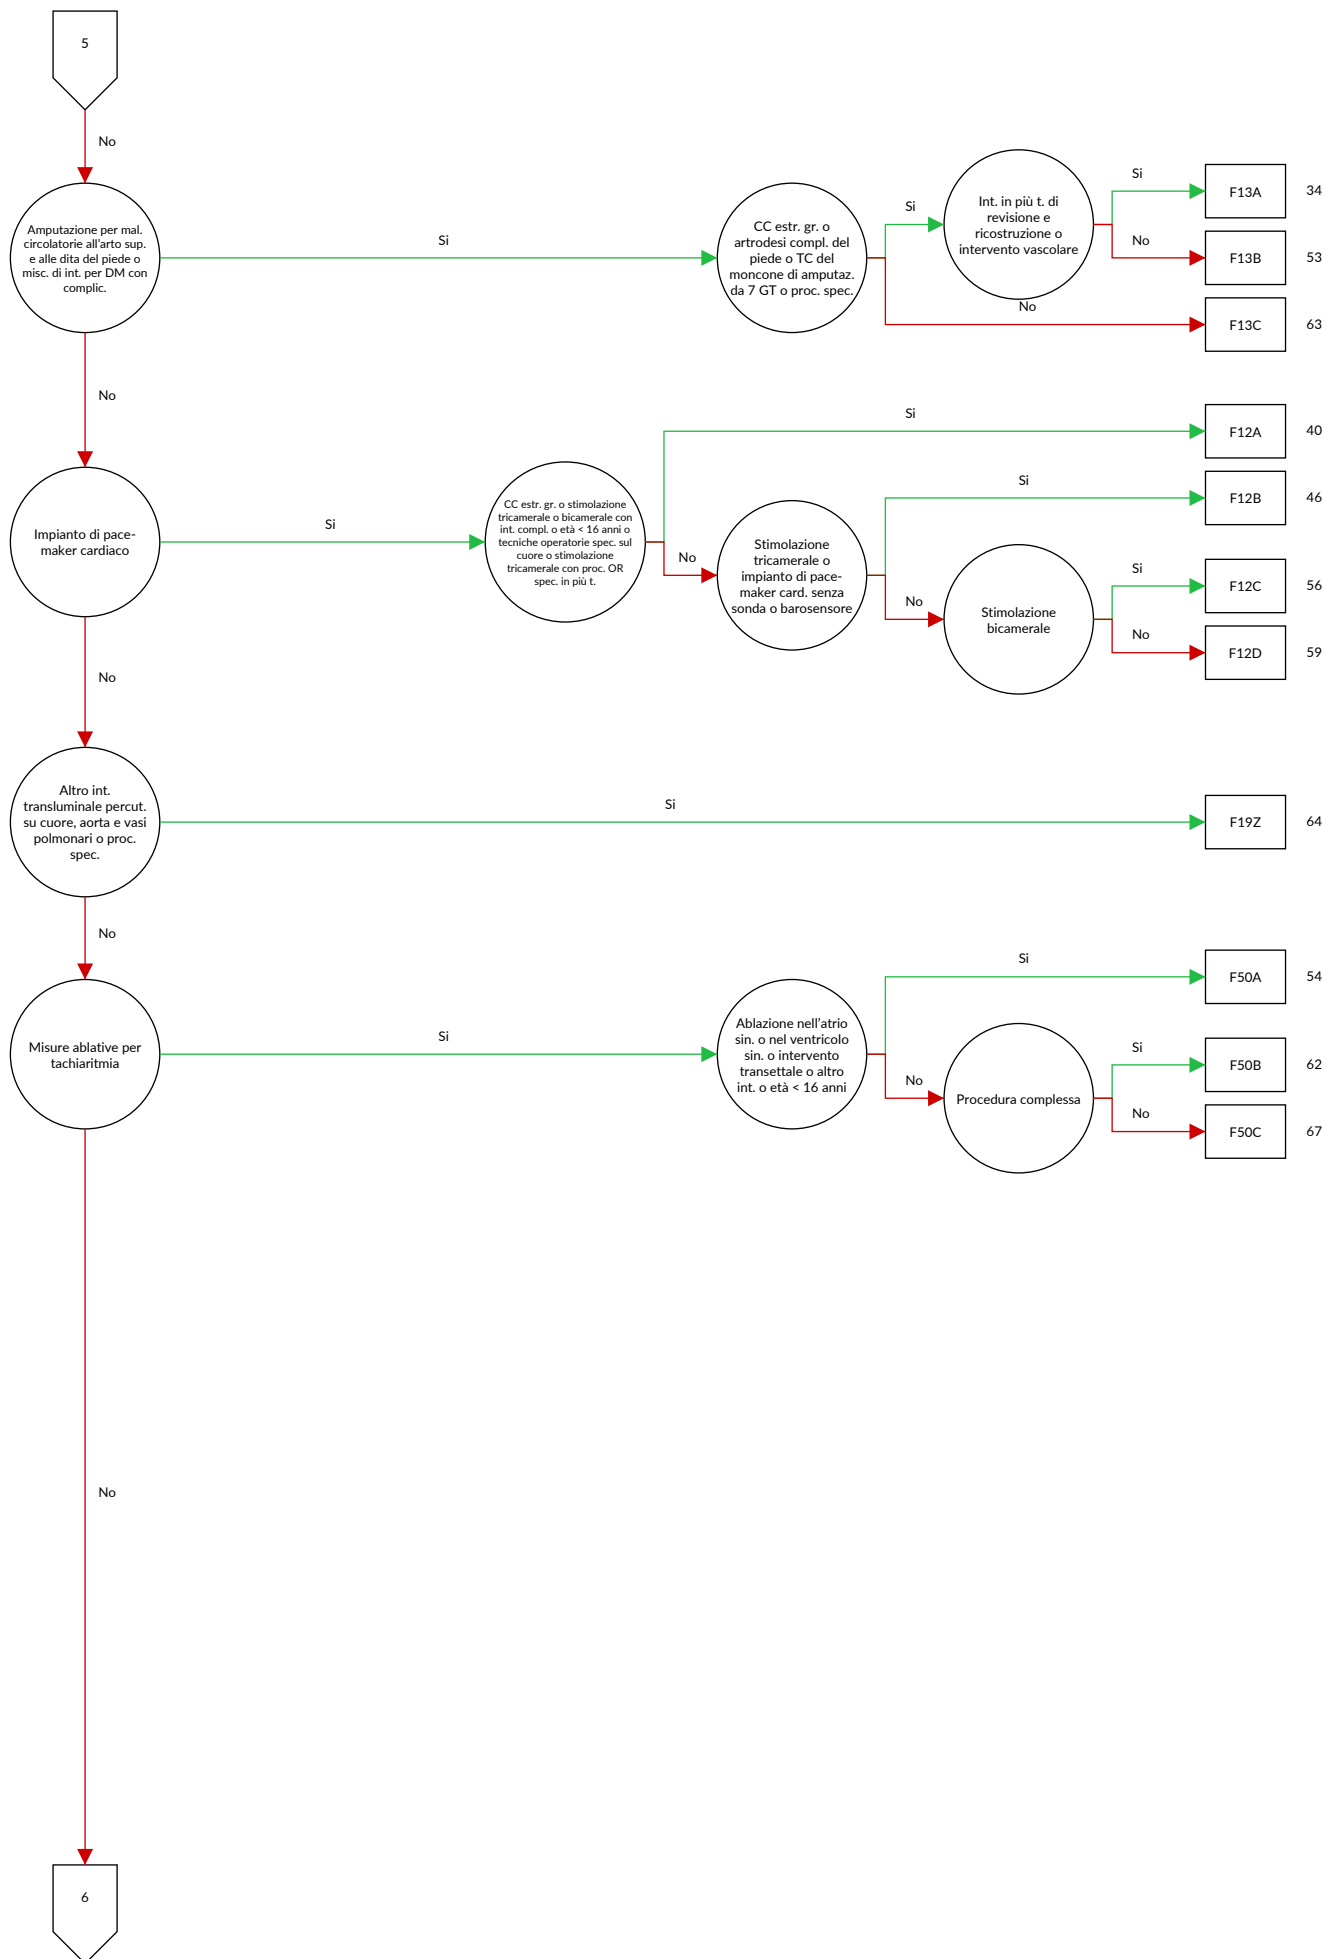 5
No
Amputazione per mal.
circolatorie all'arto sup.
e alle dita del piede o
misc. di int. per DM con
complic.
Si
CC estr. gr. o
artrodesi compl. del
piede o TC del
moncone di amputaz.
da 7 GT o proc. spec.
Si
Int. in più t. di
revisione e
ricostruzione o
intervento vascolare
Si
F13A
34
No
F13B
53
No
F13C
63
No
Impianto di pace-
maker cardiaco
Si
CC estr. gr. o stimolazione
tricamerale o bicamerale con
int. compl. o età < 16 anni o
tecniche operatorie spec. sul
cuore o stimolazione
tricamerale con proc. OR
spec. in più t.
Si
F12A
40
No
Stimolazione
tricamerale o
impianto di pace-
maker card. senza
sonda o barosensore
Si
F12B
46
No
Stimolazione
bicamerale
Si
F12C
56
No
F12D
59
No
Altro int.
transluminale percut.
su cuore, aorta e vasi
polmonari o proc.
spec.
Si
F19Z
64
No
Misure ablative per
tachiaritmia
Si
Ablazione nell'atrio
sin. o nel ventricolo
sin. o intervento
transettale o altro
int. o età < 16 anni
Si
F50A
54
No
Procedura complessa
Si
F50B
62
No
F50C
67
No
6